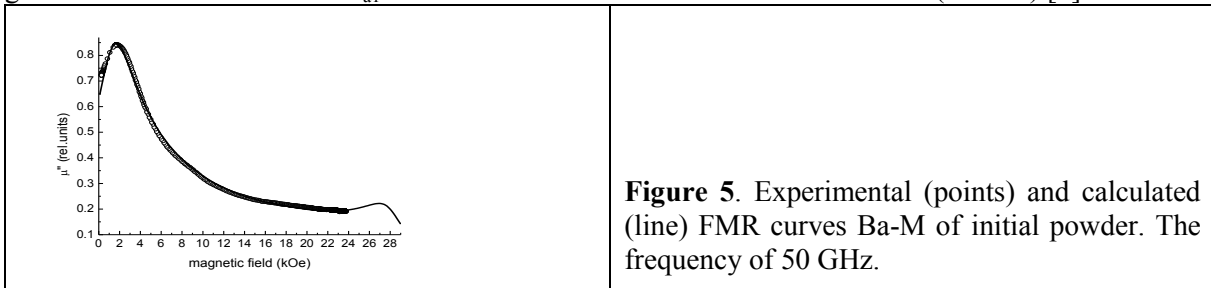 0.8
0.7
0.6
0.5
0.4
0.3
0.2
0.1
μ" (rel.units)
0 2 4 6 8 10 12 14 16 18 20 22 24 26 28
magnetic field (kOe)
Figure 5. Experimental (points) and calculated
(line) FMR curves Ba-M of initial powder. The
frequency of 50 GHz.